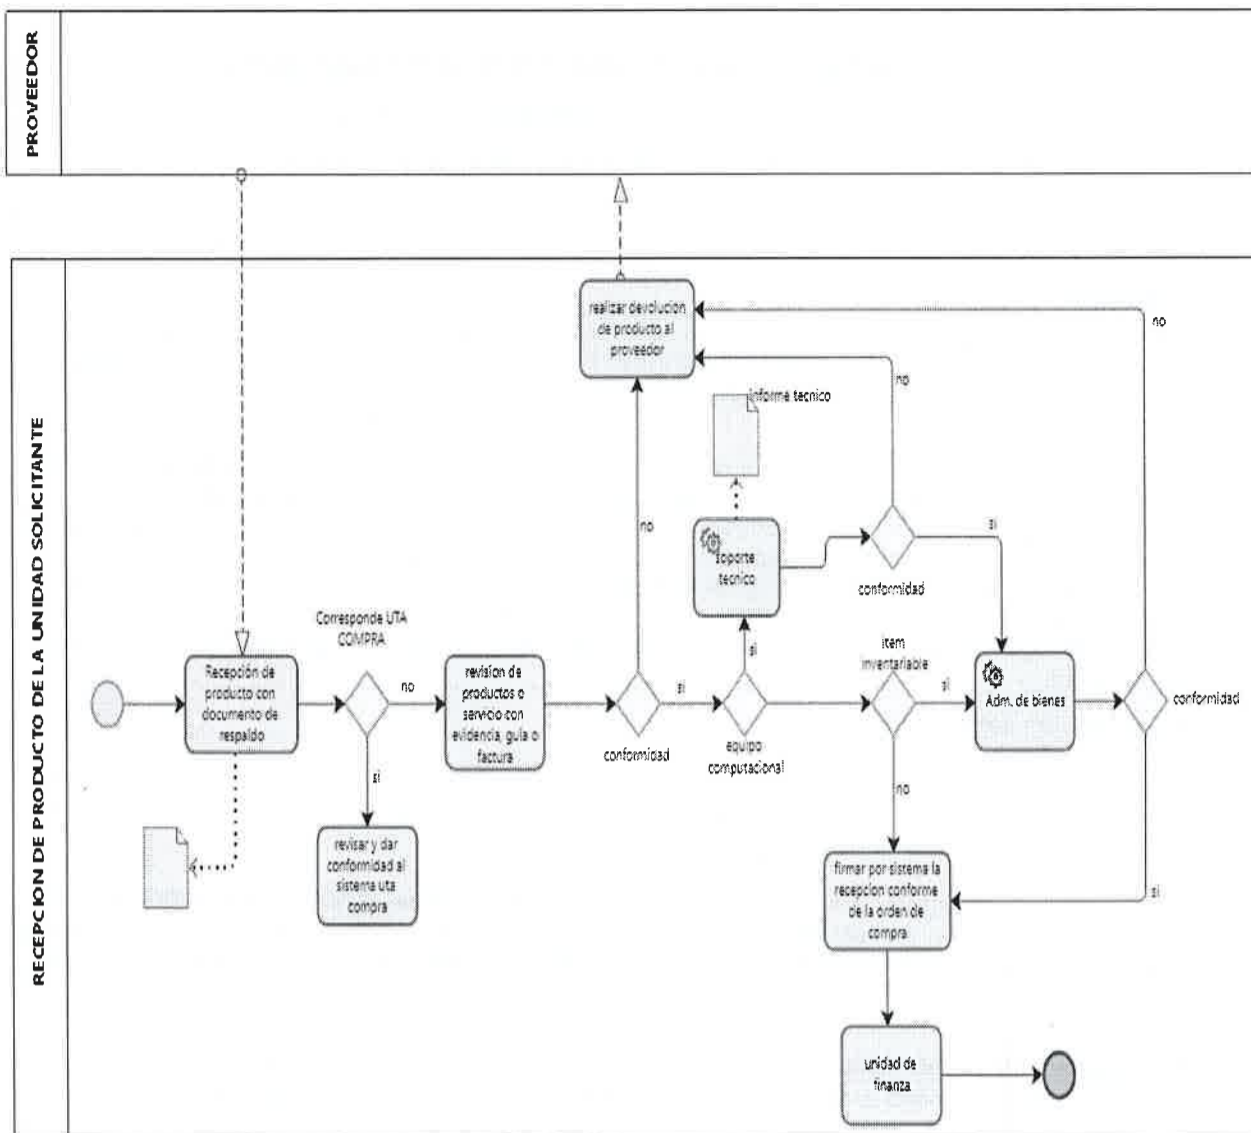 PROVEEDOR
RECEPCION DE PRODUCTO DE LA UNIDAD SOLICITANTE
realizar devolucion
de producto al
proveedor
no
no
informe tecnico
no
soporte
tecnico
si
conformidad
Corresponde UTA
COMPRA
si
item
inventariable
Recepción de
producto con
documento de
respaldo
no
revision de
productos o
servicio con
evidencia, guia o
factura
si
si
Adm. de bienes
conformidad
conformidad
equipo
computacional
si
no
revisar y dar
conformidad al
sistema uta
compra
firmar por sistema la
recepcion conforme
de la orden de
compra
si
unidad de
finanza